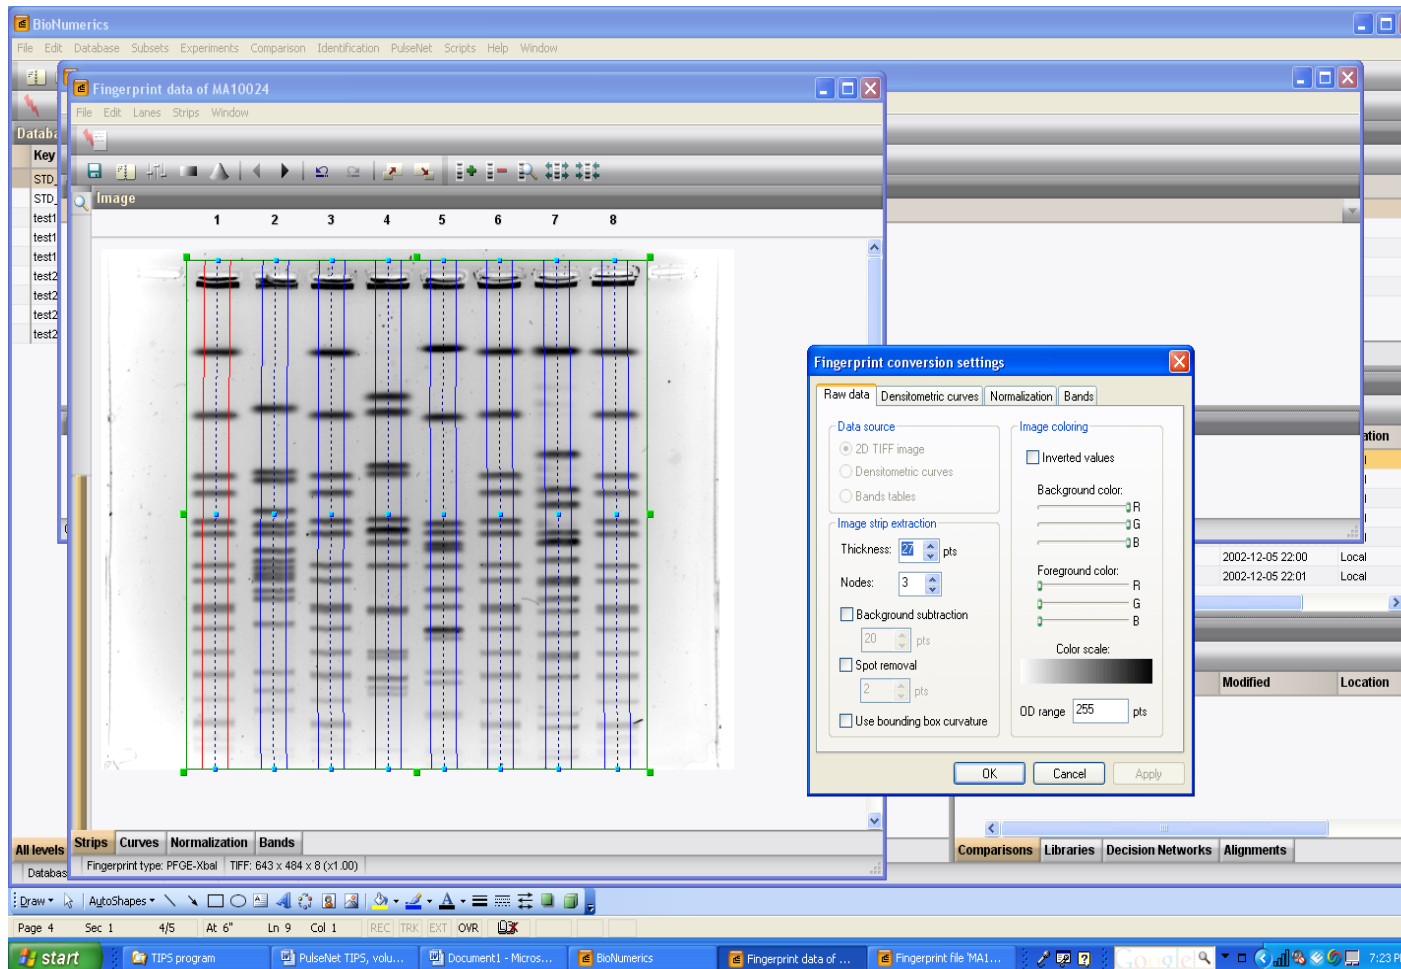 BioNumerics
File Edit Database Subsets Experiments Comparison Identification PulseNet Scripts Help Window
Fingerprint data of MA10024
File Edit Lanes Strips Window
Databa
Key
STD_
STD_
test1
test1
test1
test2
test2
test2
test2
Image
1 2 3 4 5 6 7 8
Fingerprint conversion settings
Raw data Densitometric curves Normalization Bands
Data source
2D TIFF image
Densitometric curves
Bands tables
Image strip extraction
Thickness: 27 pts
Nodes: 3
Background subtraction
20 pts
Spot removal
2 pts
Use bounding box curvature
Image coloring
Inverted values
Background color:
R
G
B
Foreground color:
R
G
B
Color scale:
OD range 255 pts
OK Cancel Apply
ation
2002-12-05 22:00 Local
2002-12-05 22:01 Local
Modified Location
Strips Curves Normalization Bands
All levels
Fingerprint type: PFGE-XbaI TIFF: 643 x 484 x 8 (x1.00)
Databas
Comparisons Libraries Decision Networks Alignments
Draw AutoShapes
Page 4 Sec 1 4/5 At 6" Ln 9 Col 1 REC TRK EXT OVR
start TIPS program PulseNet TIPS, volu... Document1 - Micros... BioNumerics Fingerprint data of ... Fingerprint file 'MA1... Google 7:23 P